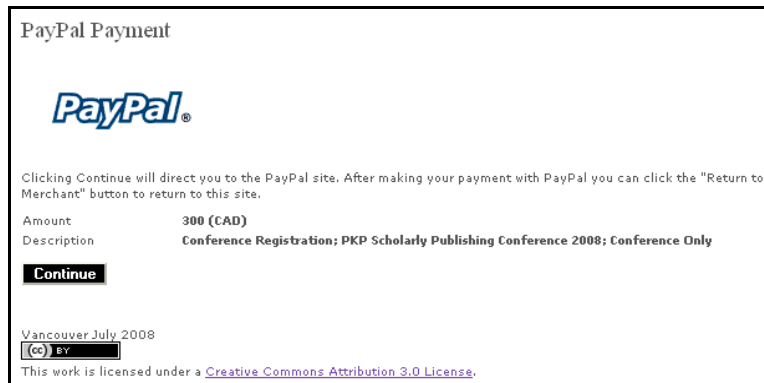 PayPal Payment
PayPal®
Clicking Continue will direct you to the PayPal site. After making your payment with PayPal you can click the "Return to
Merchant" button to return to this site.
Amount 300 (CAD)
Description Conference Registration; PKP Scholarly Publishing Conference 2008; Conference Only
Continue
Vancouver July 2008
(cc) BY
This work is licensed under a Creative Commons Attribution 3.0 License.